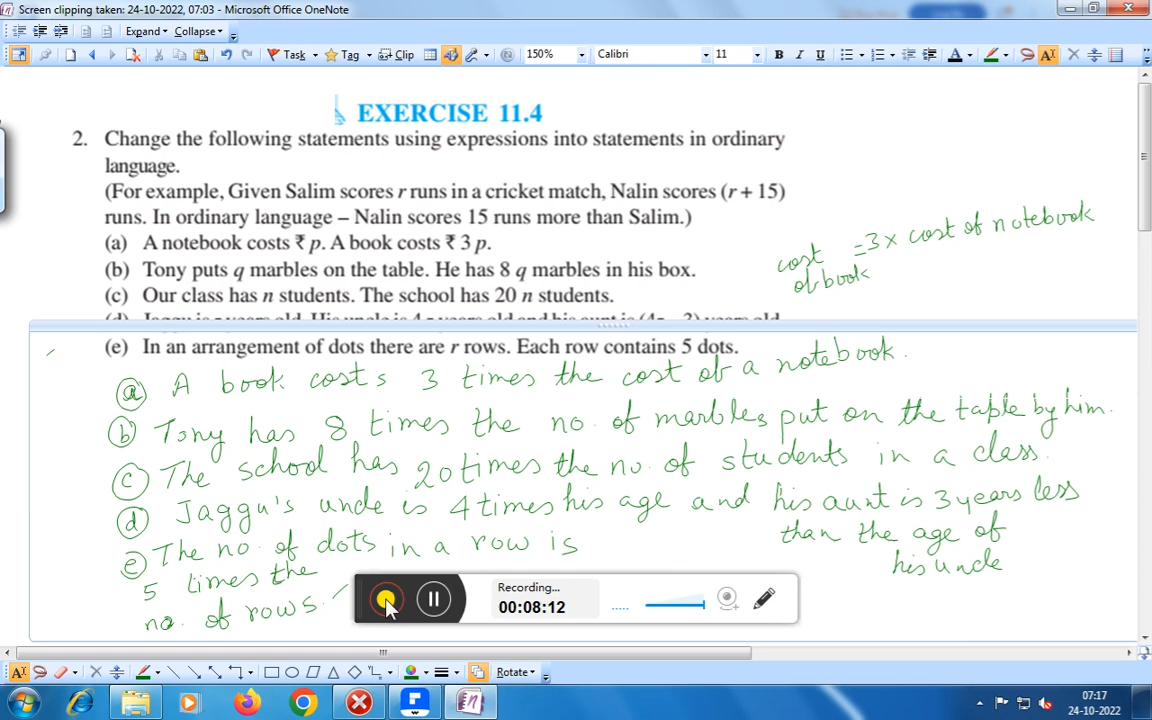 Screen clipping taken: 24-10-2022, 07:03 - Microsoft Office OneNote
Expand Collapse
Task Tag Clip 150% Calibri 11 B I U A
EXERCISE 11.4
2. Change the following statements using expressions into statements in ordinary
language.
(For example, Given Salim scores r runs in a cricket match, Nalin scores (r + 15)
runs. In ordinary language – Nalin scores 15 runs more than Salim.)
(a) A notebook costs ₹ p. A book costs ₹ 3 p.
(b) Tony puts q marbles on the table. He has 8 q marbles in his box.
(c) Our class has n students. The school has 20 n students.
cost = 3 × cost of notebook
of book
(e) In an arrangement of dots there are r rows. Each row contains 5 dots.
(a) A book costs 3 times the cost of a notebook.
(b) Tony has 8 times the no. of marbles put on the table by him.
(c) The school has 20 times the no. of students in a class.
(d) Jaggu's uncle is 4 times his age and his aunt is 3 years less
than the age of
his uncle
(e) The no. of dots in a row is
5 times the
no. of rows.
Recording...
00:08:12
Rotate
07:17
24-10-2022